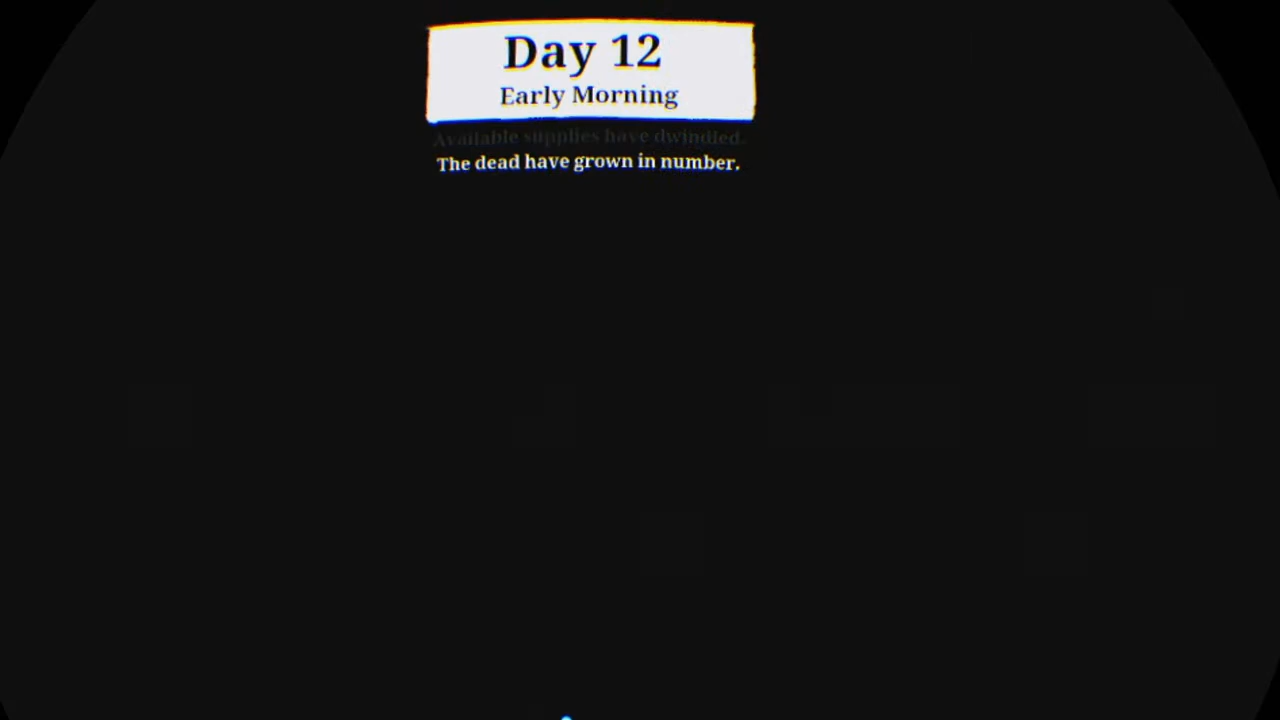 Day 12
Early Morning
Available supplies have dwindled.
The dead have grown in number.